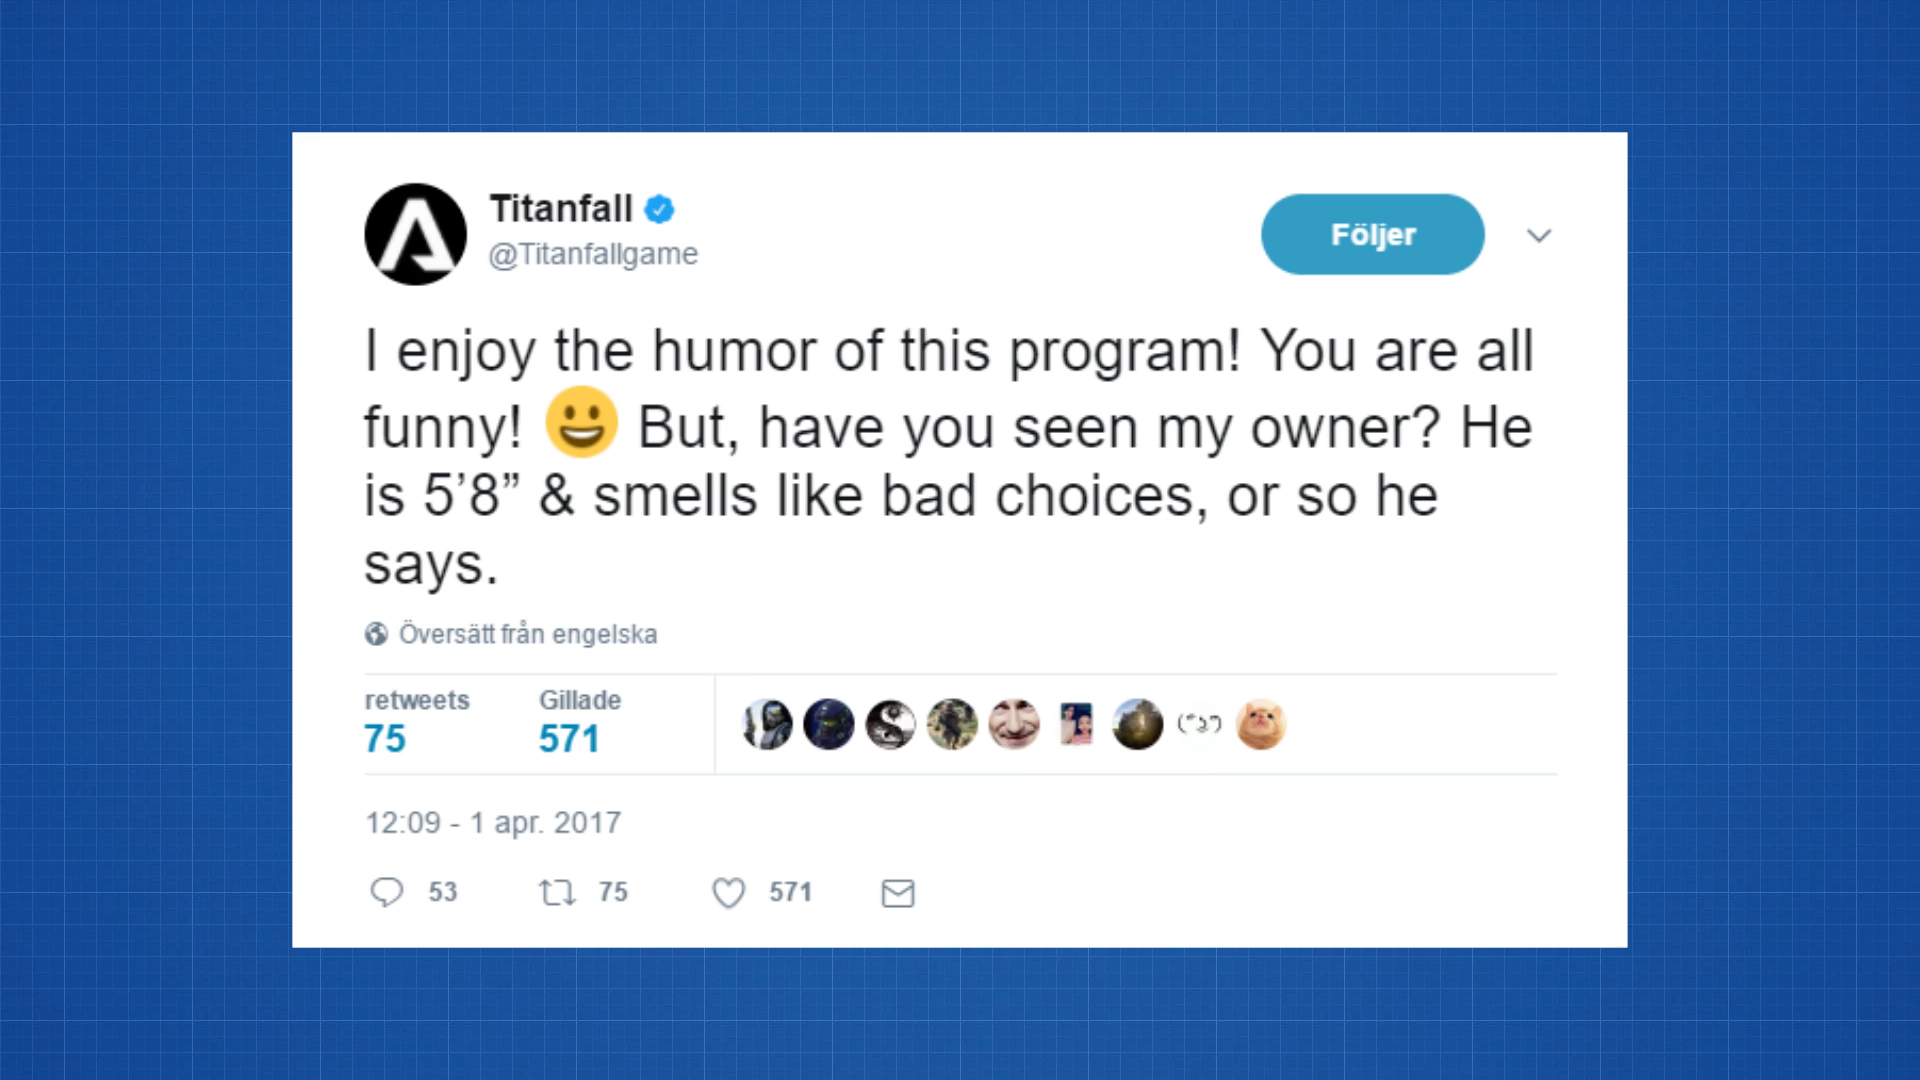 Titanfall
@Titanfallgame
Följer
I enjoy the humor of this program! You are all
funny! 😃 But, have you seen my owner? He
is 5’8” & smells like bad choices, or so he
says.
Översätt från engelska
retweets Gillade
75 571
12:09 - 1 apr. 2017
53 75 571